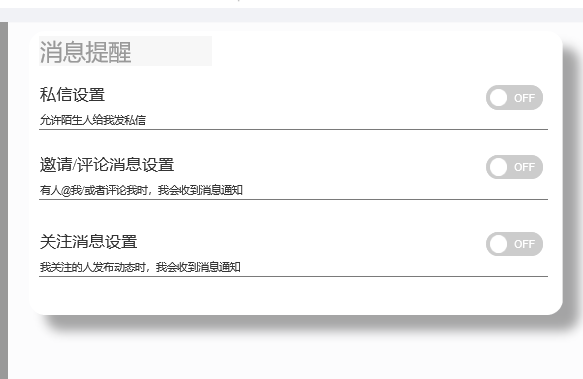 消息提醒
私信设置
OFF
允许陌生人给我发私信
邀请/评论消息设置
OFF
有人@我/或者评论我时，我会收到消息通知
关注消息设置
OFF
我关注的人发布动态时，我会收到消息通知